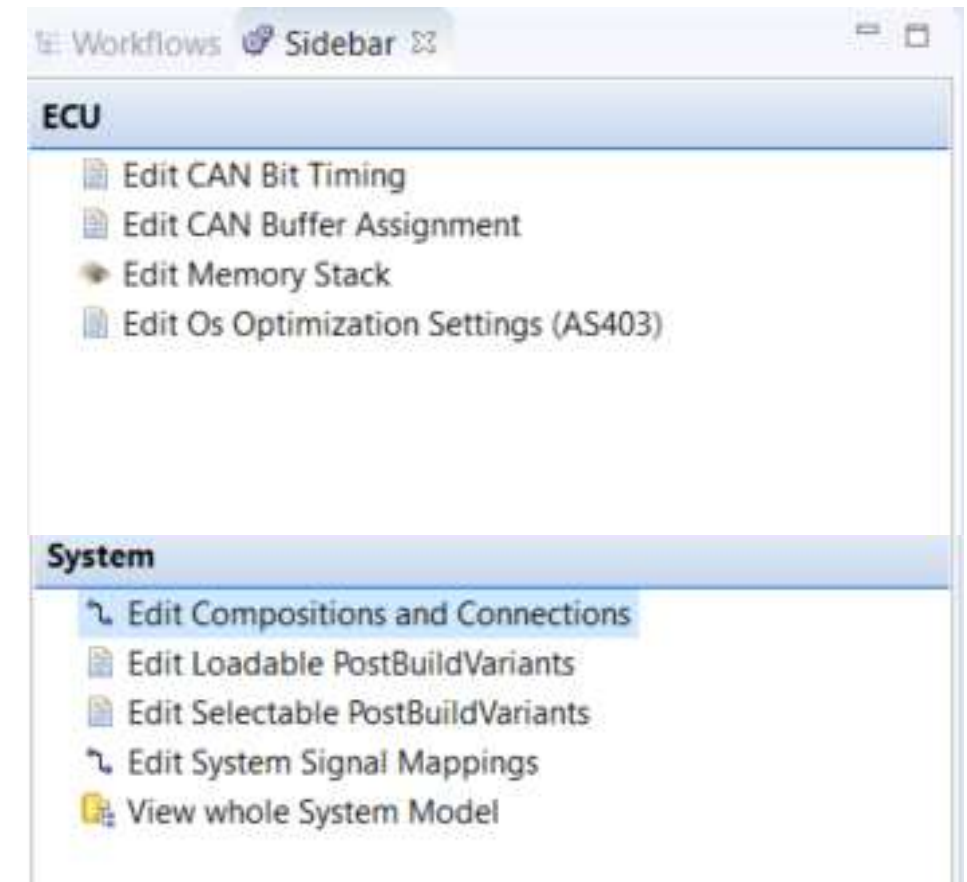 Workflows Sidebar
ECU
Edit CAN Bit Timing
Edit CAN Buffer Assignment
Edit Memory Stack
Edit Os Optimization Settings (AS403)
System
Edit Compositions and Connections
Edit Loadable PostBuildVariants
Edit Selectable PostBuildVariants
Edit System Signal Mappings
View whole System Model